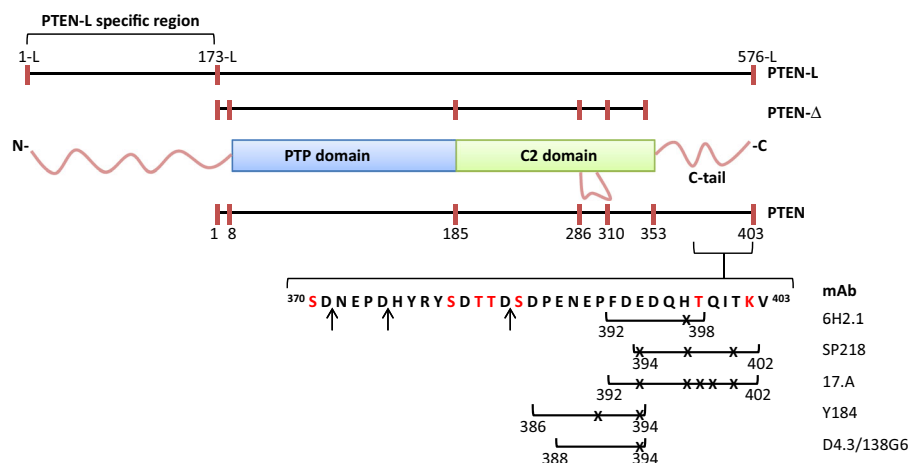 PTEN-L specific region
1-L 173-L 576-L
PTEN-L
PTEN-Δ
N- PTP domain C2 domain -C
C-tail
PTEN
1 8 185 286 310 353 403
370 S D N E P D H Y R Y S D T T D S D P E N E P F D E D Q H T Q I T K V 403
mAb
x 6H2.1
392 398
x x x SP218
394 402
x x x x x 17.A
392 402
x x Y184
386 394
x D4.3/138G6
388 394